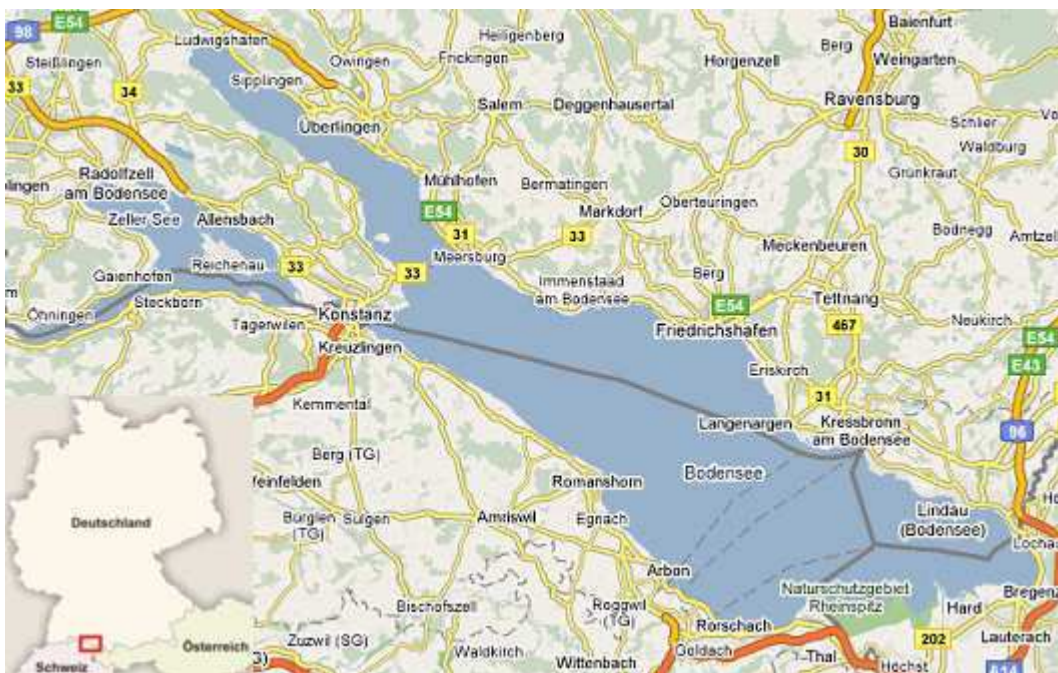 E54
98
Ludwigshafen
Owingen
Heiligenberg
Frickingen
Baienfurt
Berg
Weingarten
Steißlingen
Sipplingen
Horgenzell
33
34
Salem
Deggenhausertal
Ravensburg
Überlingen
Schlier
Waldburg
30
Radolfzell
am Bodensee
Mühlhofen
Bermatingen
Grünkraut
Oberteuringen
Zeller See
Allensbach
E54
31
Markdorf
33
Bodnegg
Meersburg
Meckenbeuren
Gaienhofen
Reichenau
33
33
Immenstaad
am Bodensee
Berg
Steckborn
E54
Tettnang
Öhningen
Konstanz
Tägerwilen
Friedrichshafen
467
Neukirch
Kreuzlingen
E54
Eriskirch
E43
31
Kemmental
Langenargen
Kressbronn
am Bodensee
96
Berg (TG)
Bodensee
Romanshorn
Lindau
(Bodensee)
Bürglen
(TG)
Sulgen
Amriswil
Egnach
Deutschland
Arbon
Naturschutzgebiet
Rheinspitz
Bischofszell
Roggwil
(TG)
Hard
Rorschach
Zuzwil (SG)
202
Lauterach
Österreich
Waldkirch
Goldach
Thal
Schweiz
Wittenbach
Höchst
A14